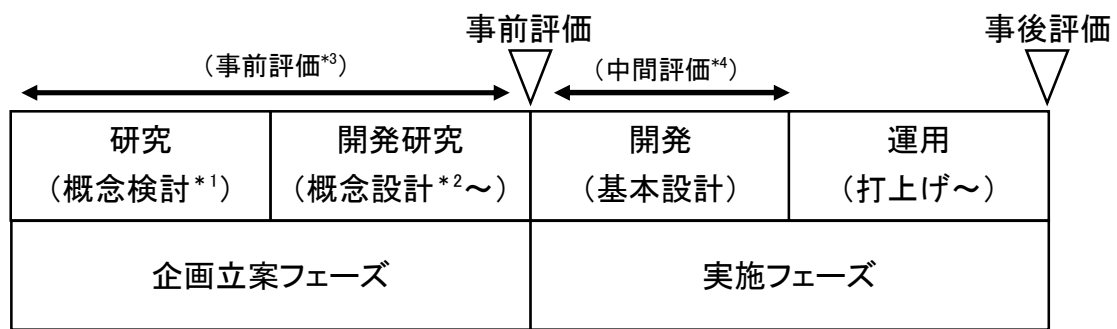 事前評価
事後評価
（事前評価*3）
（中間評価*4）
研究
（概念検討*1）
開発研究
（概念設計*2～）
開発
（基本設計）
運用
（打上げ～）
企画立案フェーズ
実施フェーズ